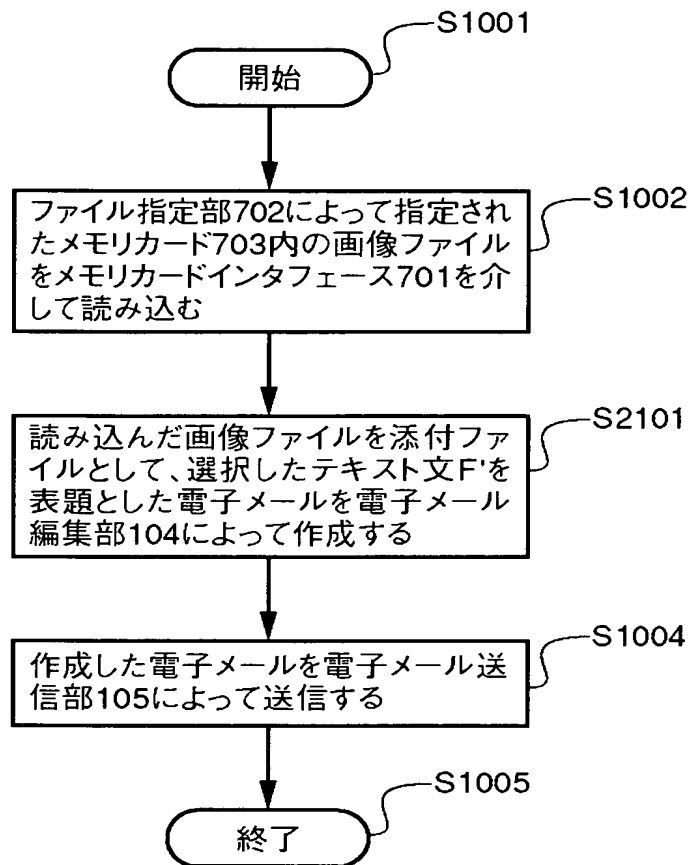 S1001
開始
S1002
ファイル指定部702によって指定され
たメモリカード703内の画像ファイル
をメモリカードインタフェース701を介
して読み込む
S2101
読み込んだ画像ファイルを添付ファ
イルとして、選択したテキスト文F'を
表題とした電子メールを電子メール
編集部104によって作成する
S1004
作成した電子メールを電子メール送
信部105によって送信する
S1005
終了